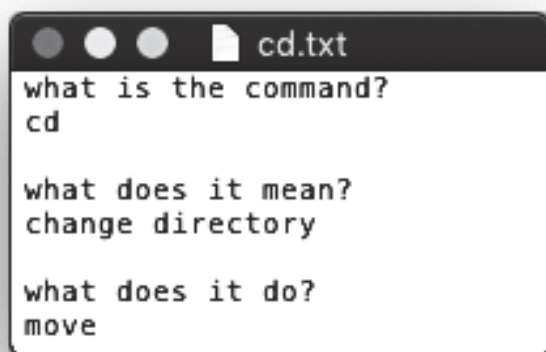 cd.txt
what is the command?
cd
what does it mean?
change directory
what does it do?
move